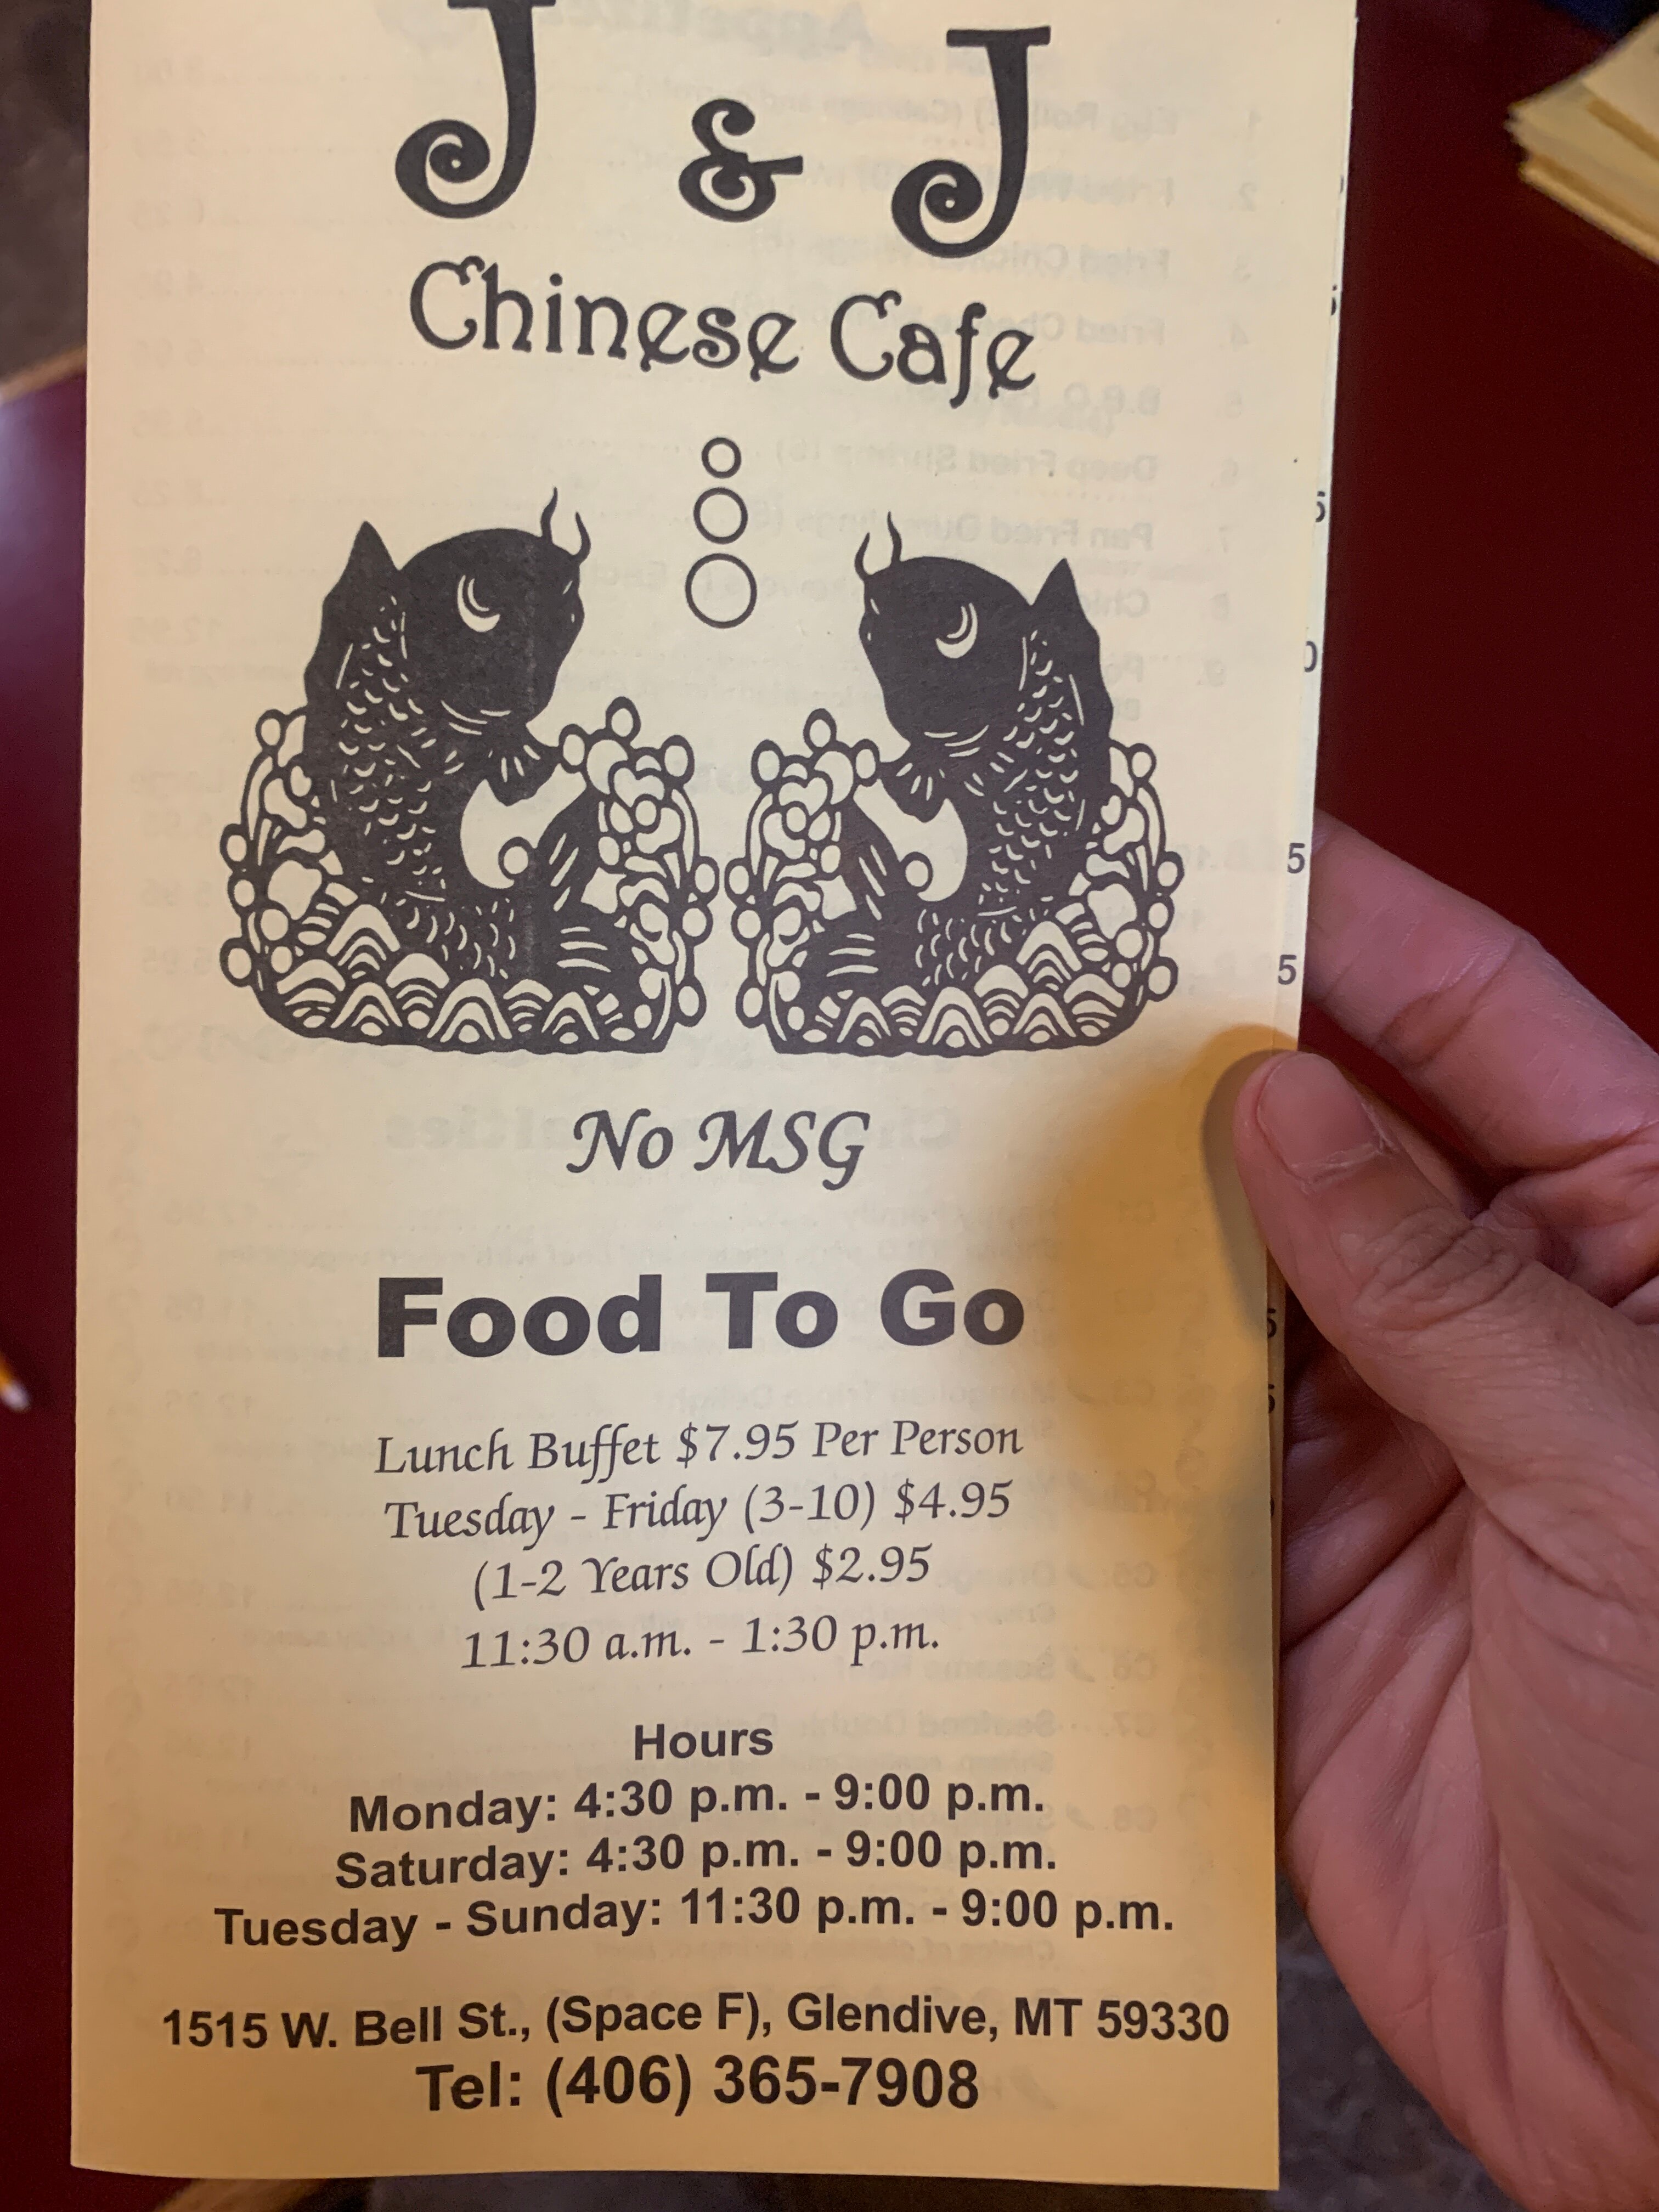 J & J
Chinese Cafe
No MSG
Food To Go
Lunch Buffet $7.95 Per Person
Tuesday - Friday (3-10) $4.95
(1-2 Years Old) $2.95
11:30 a.m. - 1:30 p.m.
Hours
Monday: 4:30 p.m. - 9:00 p.m.
Saturday: 4:30 p.m. - 9:00 p.m.
Tuesday - Sunday: 11:30 p.m. - 9:00 p.m.
1515 W. Bell St., (Space F), Glendive, MT 59330
Tel: (406) 365-7908